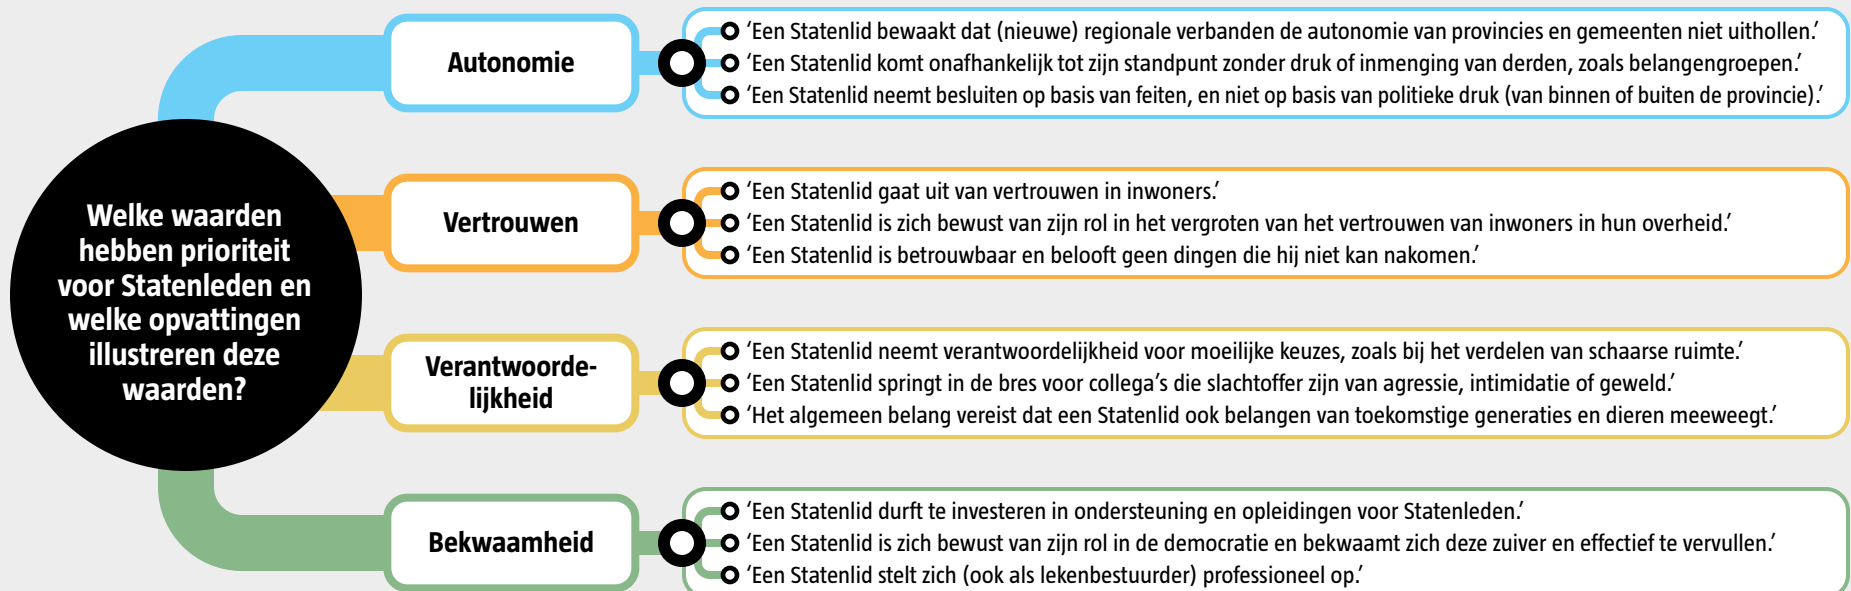 Welke waarden
hebben prioriteit
voor Statenleden en
welke opvattingen
illustreren deze
waarden?
Autonomie
‘Een Statenlid bewaakt dat (nieuwe) regionale verbanden de autonomie van provincies en gemeenten niet uithollen.’
‘Een Statenlid komt onafhankelijk tot zijn standpunt zonder druk of inmenging van derden, zoals belangengroepen.’
‘Een Statenlid neemt besluiten op basis van feiten, en niet op basis van politieke druk (van binnen of buiten de provincie).’
Vertrouwen
‘Een Statenlid gaat uit van vertrouwen in inwoners.’
‘Een Statenlid is zich bewust van zijn rol in het vergroten van het vertrouwen van inwoners in hun overheid.’
‘Een Statenlid is betrouwbaar en belooft geen dingen die hij niet kan nakomen.’
Verantwoorde-
lijkheid
‘Een Statenlid neemt verantwoordelijkheid voor moeilijke keuzes, zoals bij het verdelen van schaarse ruimte.’
‘Een Statenlid springt in de bres voor collega’s die slachtoffer zijn van agressie, intimidatie of geweld.’
‘Het algemeen belang vereist dat een Statenlid ook belangen van toekomstige generaties en dieren meeweegt.’
Bekwaamheid
‘Een Statenlid durft te investeren in ondersteuning en opleidingen voor Statenleden.’
‘Een Statenlid is zich bewust van zijn rol in de democratie en bekwaamt zich deze zuiver en effectief te vervullen.’
‘Een Statenlid stelt zich (ook als lekenbestuurder) professioneel op.’